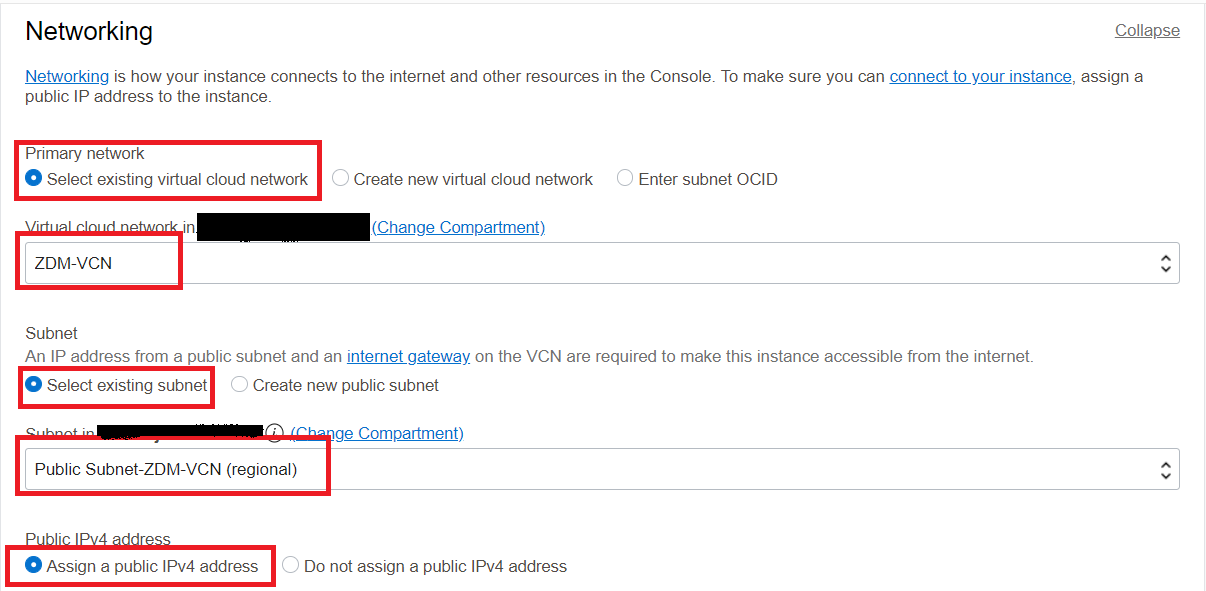 Networking
Collapse
Networking is how your instance connects to the internet and other resources in the Console. To make sure you can connect to your instance, assign a
public IP address to the instance.
Primary network
Select existing virtual cloud network Create new virtual cloud network Enter subnet OCID
Virtual cloud network in (Change Compartment)
ZDM-VCN
Subnet
An IP address from a public subnet and an internet gateway on the VCN are required to make this instance accessible from the internet.
Select existing subnet Create new public subnet
Subnet in (Change Compartment)
Public Subnet-ZDM-VCN (regional)
Public IPv4 address
Assign a public IPv4 address Do not assign a public IPv4 address